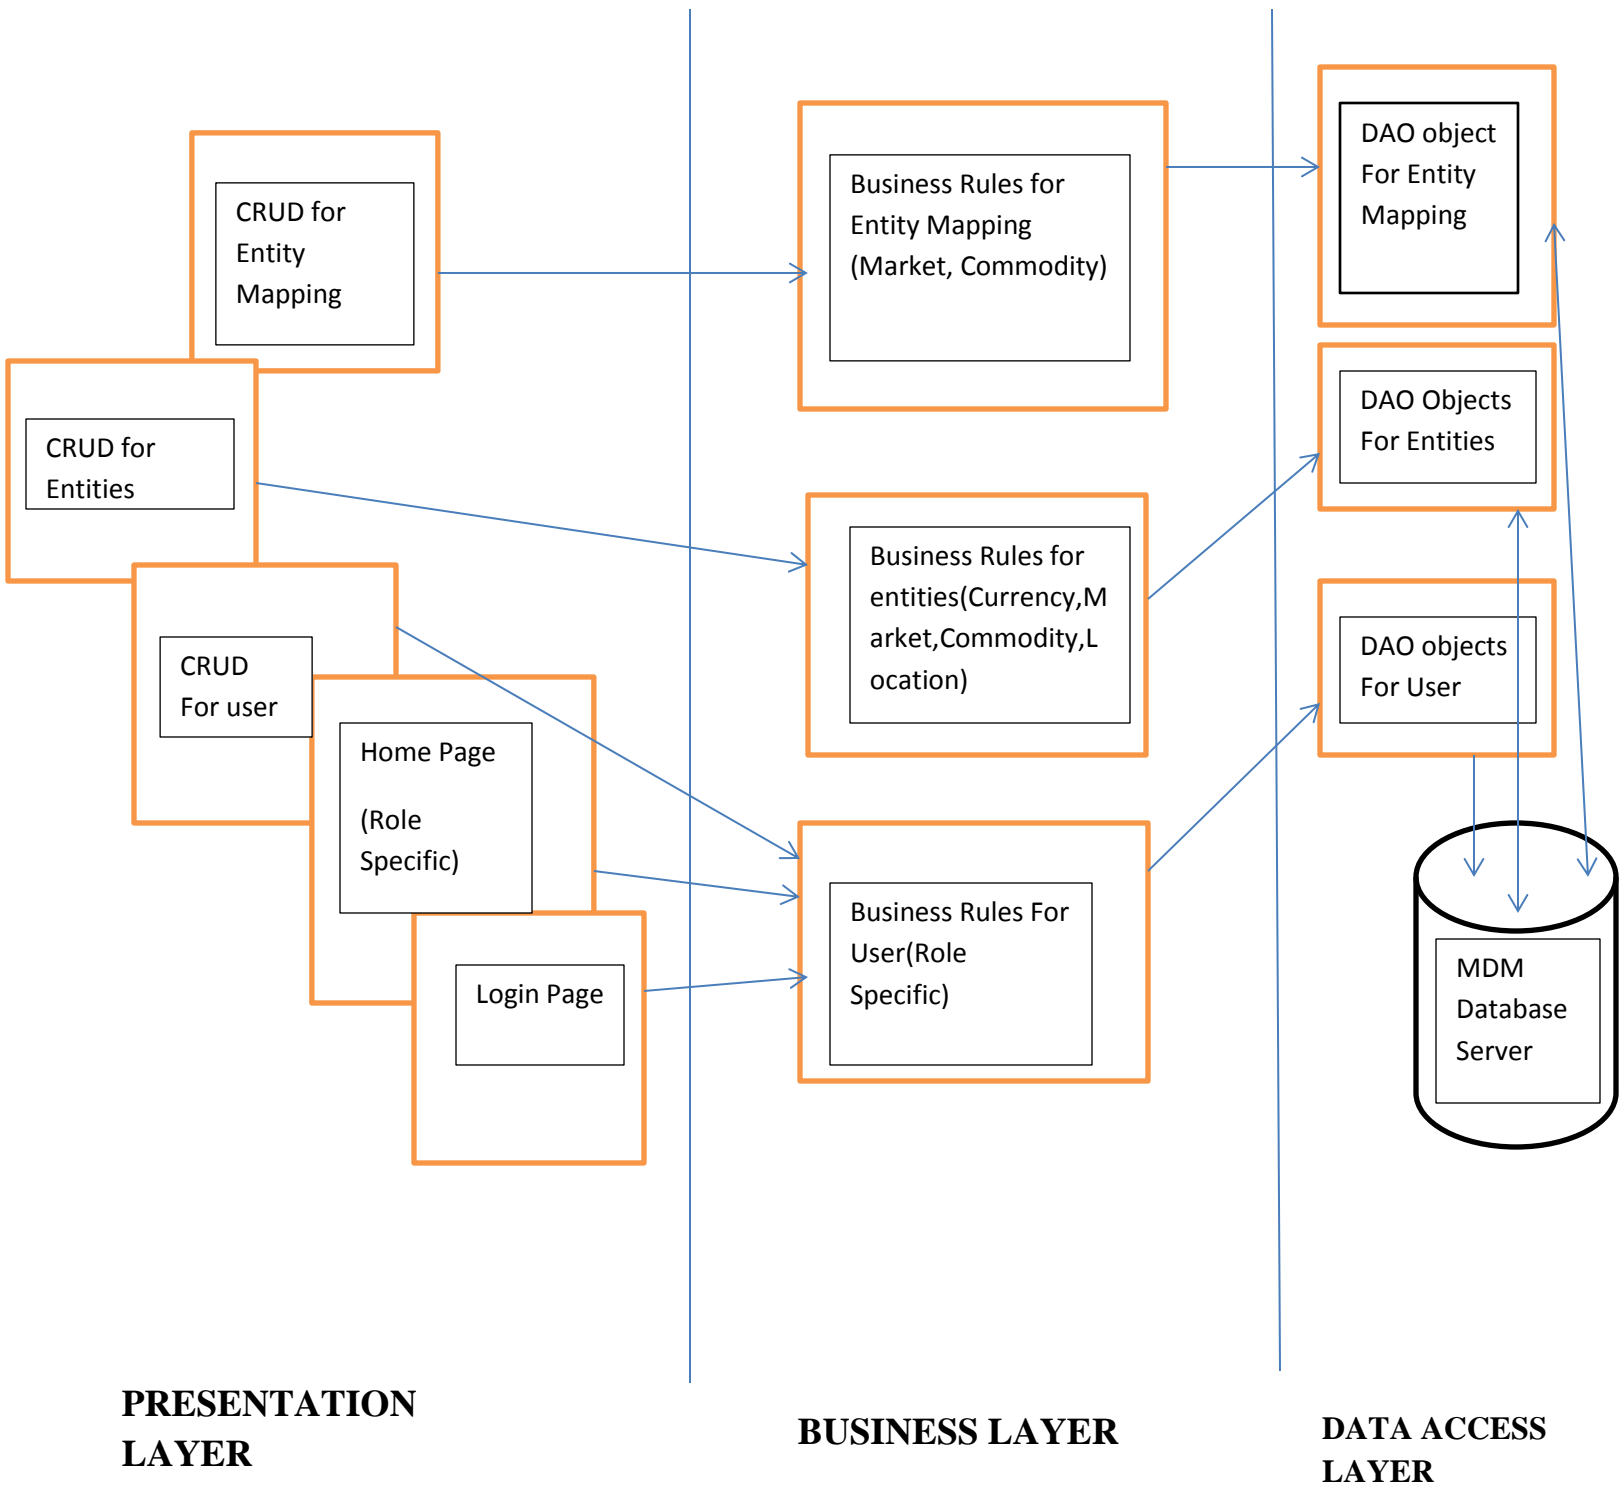 CRUD for
Entity
Mapping
CRUD for
Entities
CRUD
For user
Home Page
(Role
Specific)
Login Page
Business Rules for
Entity Mapping
(Market, Commodity)
Business Rules for
entities(Currency,M
arket,Commodity,L
ocation)
Business Rules For
User(Role
Specific)
DAO object
For Entity
Mapping
DAO Objects
For Entities
DAO objects
For User
MDM
Database
Server
PRESENTATION
LAYER
BUSINESS LAYER
DATA ACCESS
LAYER